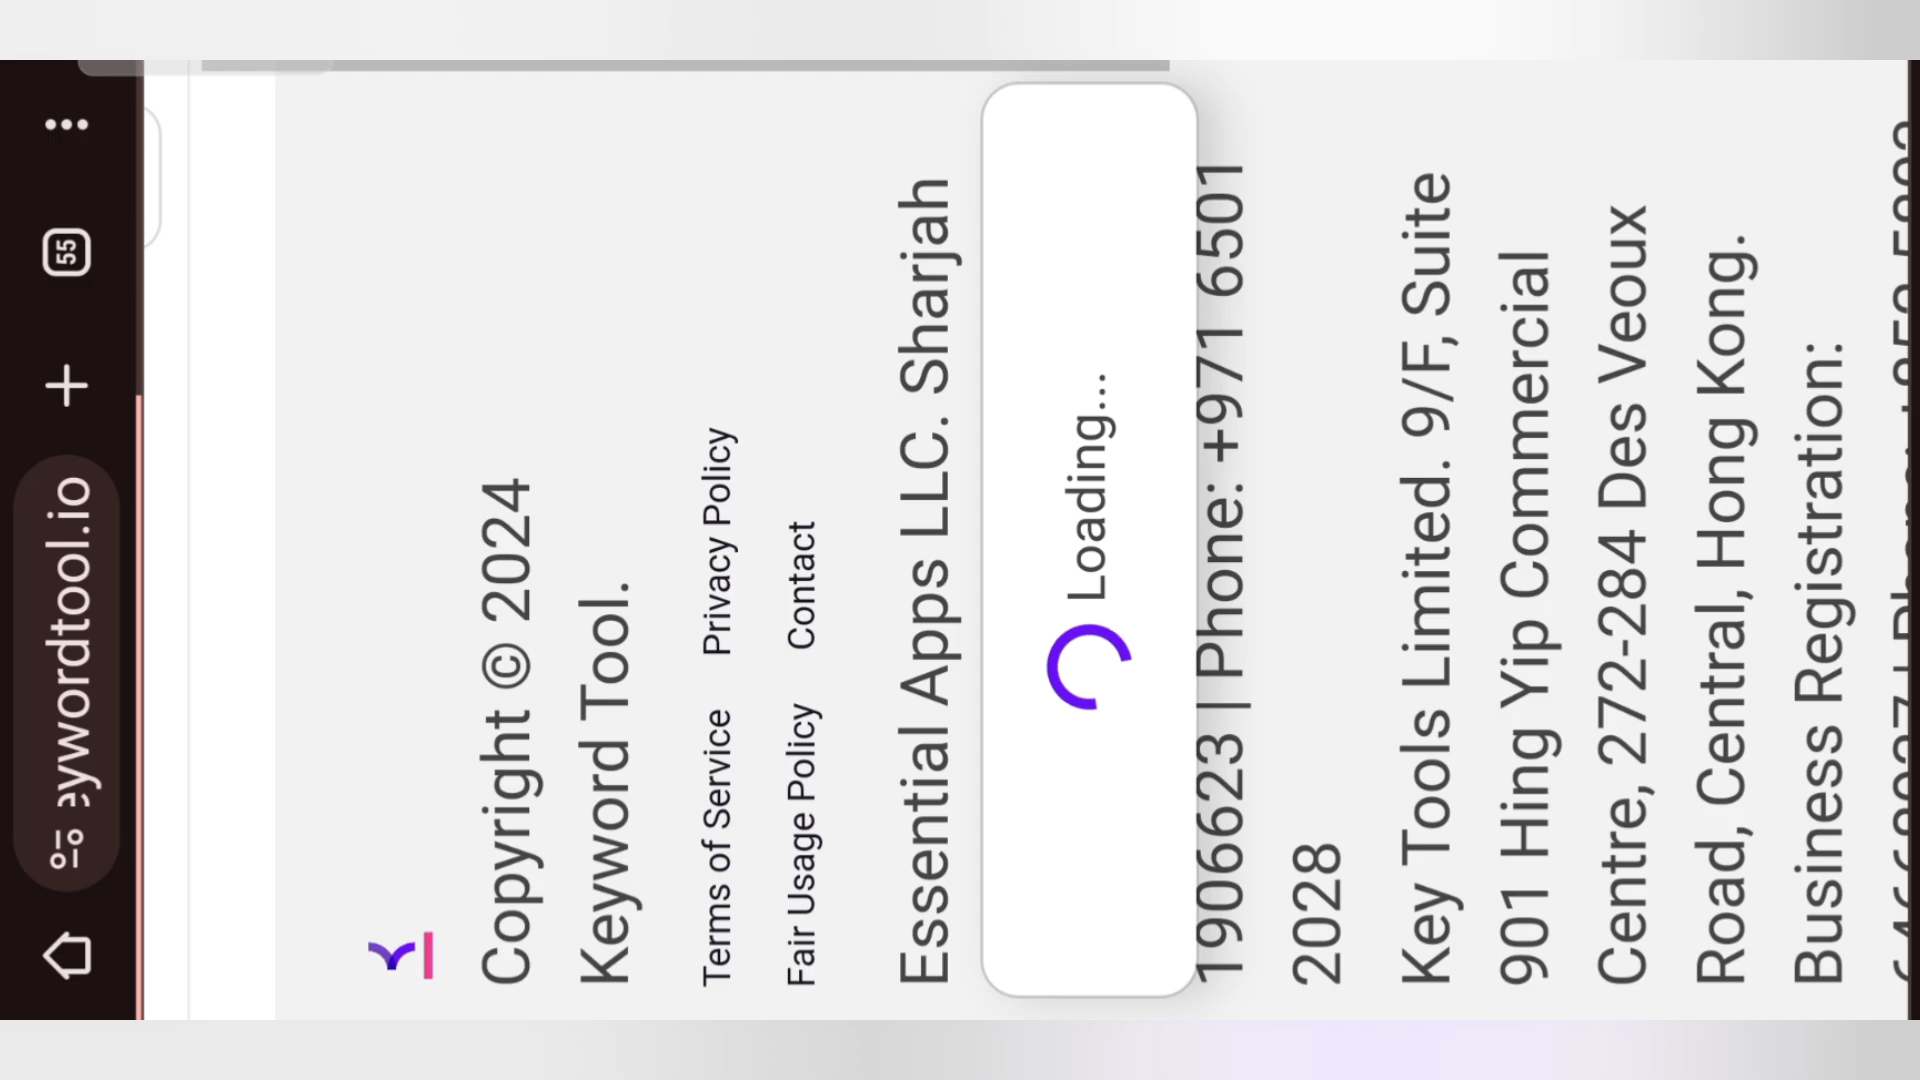 55
ywordtool.io
Copyright © 2024
Keyword Tool.
Terms of Service Privacy Policy
Fair Usage Policy Contact
Essential Apps LLC. Sharjah
Loading...
1906623 | Phone: +971 6501
2028
Key Tools Limited. 9/F, Suite
901 Hing Yip Commercial
Centre, 272-284 Des Veoux
Road, Central, Hong Kong.
Business Registration: